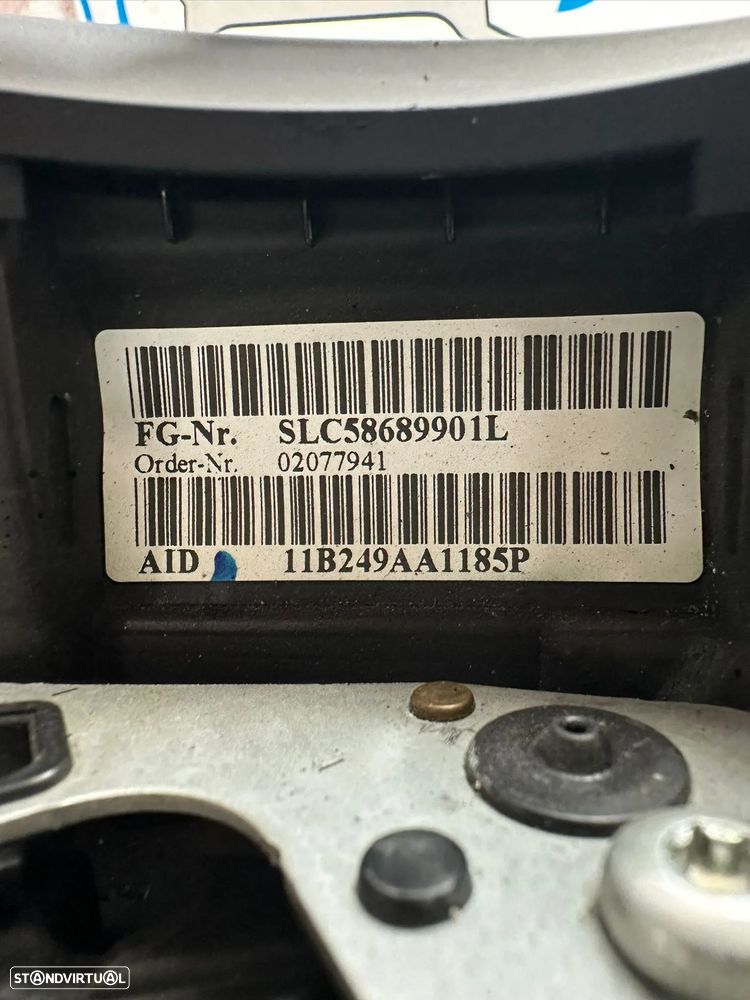 FG-Nr. SLC58689901L
Order-Nr. 02077941
AID 11B249AA1185P
STANDVIRTUAL